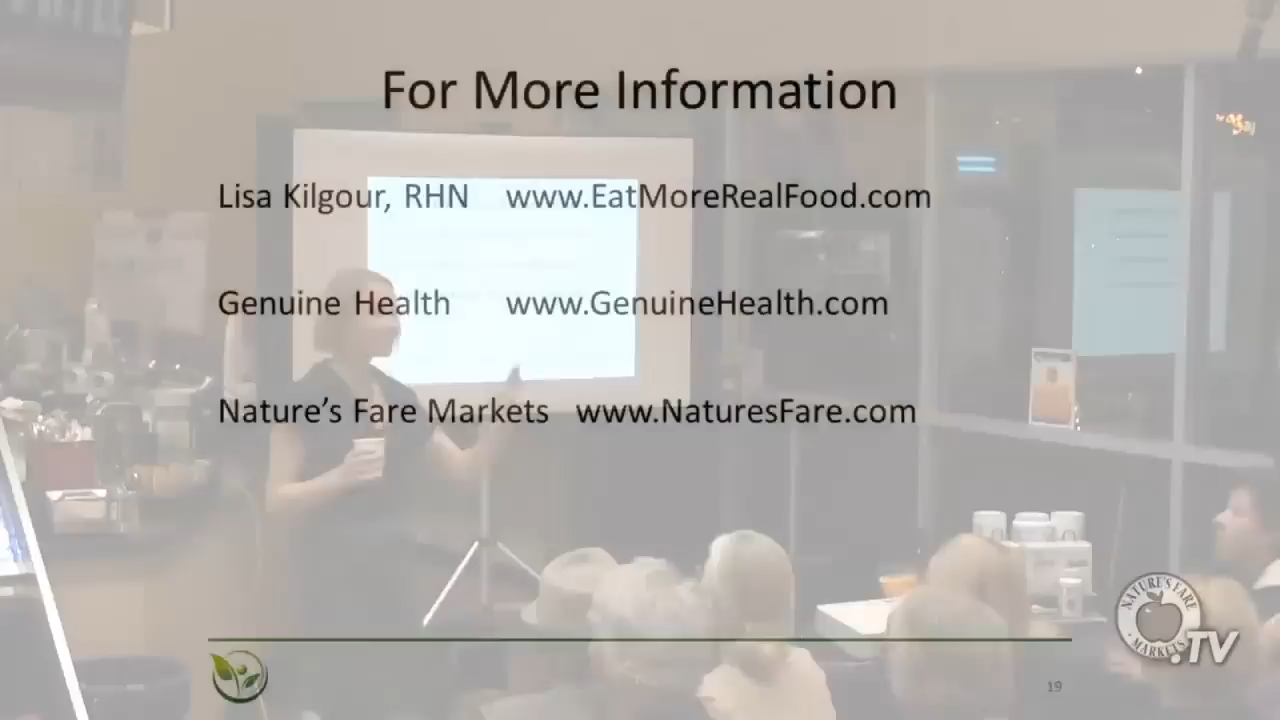 For More Information
Lisa Kilgour, RHN www.EatMoreRealFood.com
Genuine Health www.GenuineHealth.com
Nature's Fare Markets www.NaturesFare.com
NATURE'S FARE
MARKETS
.TV
19